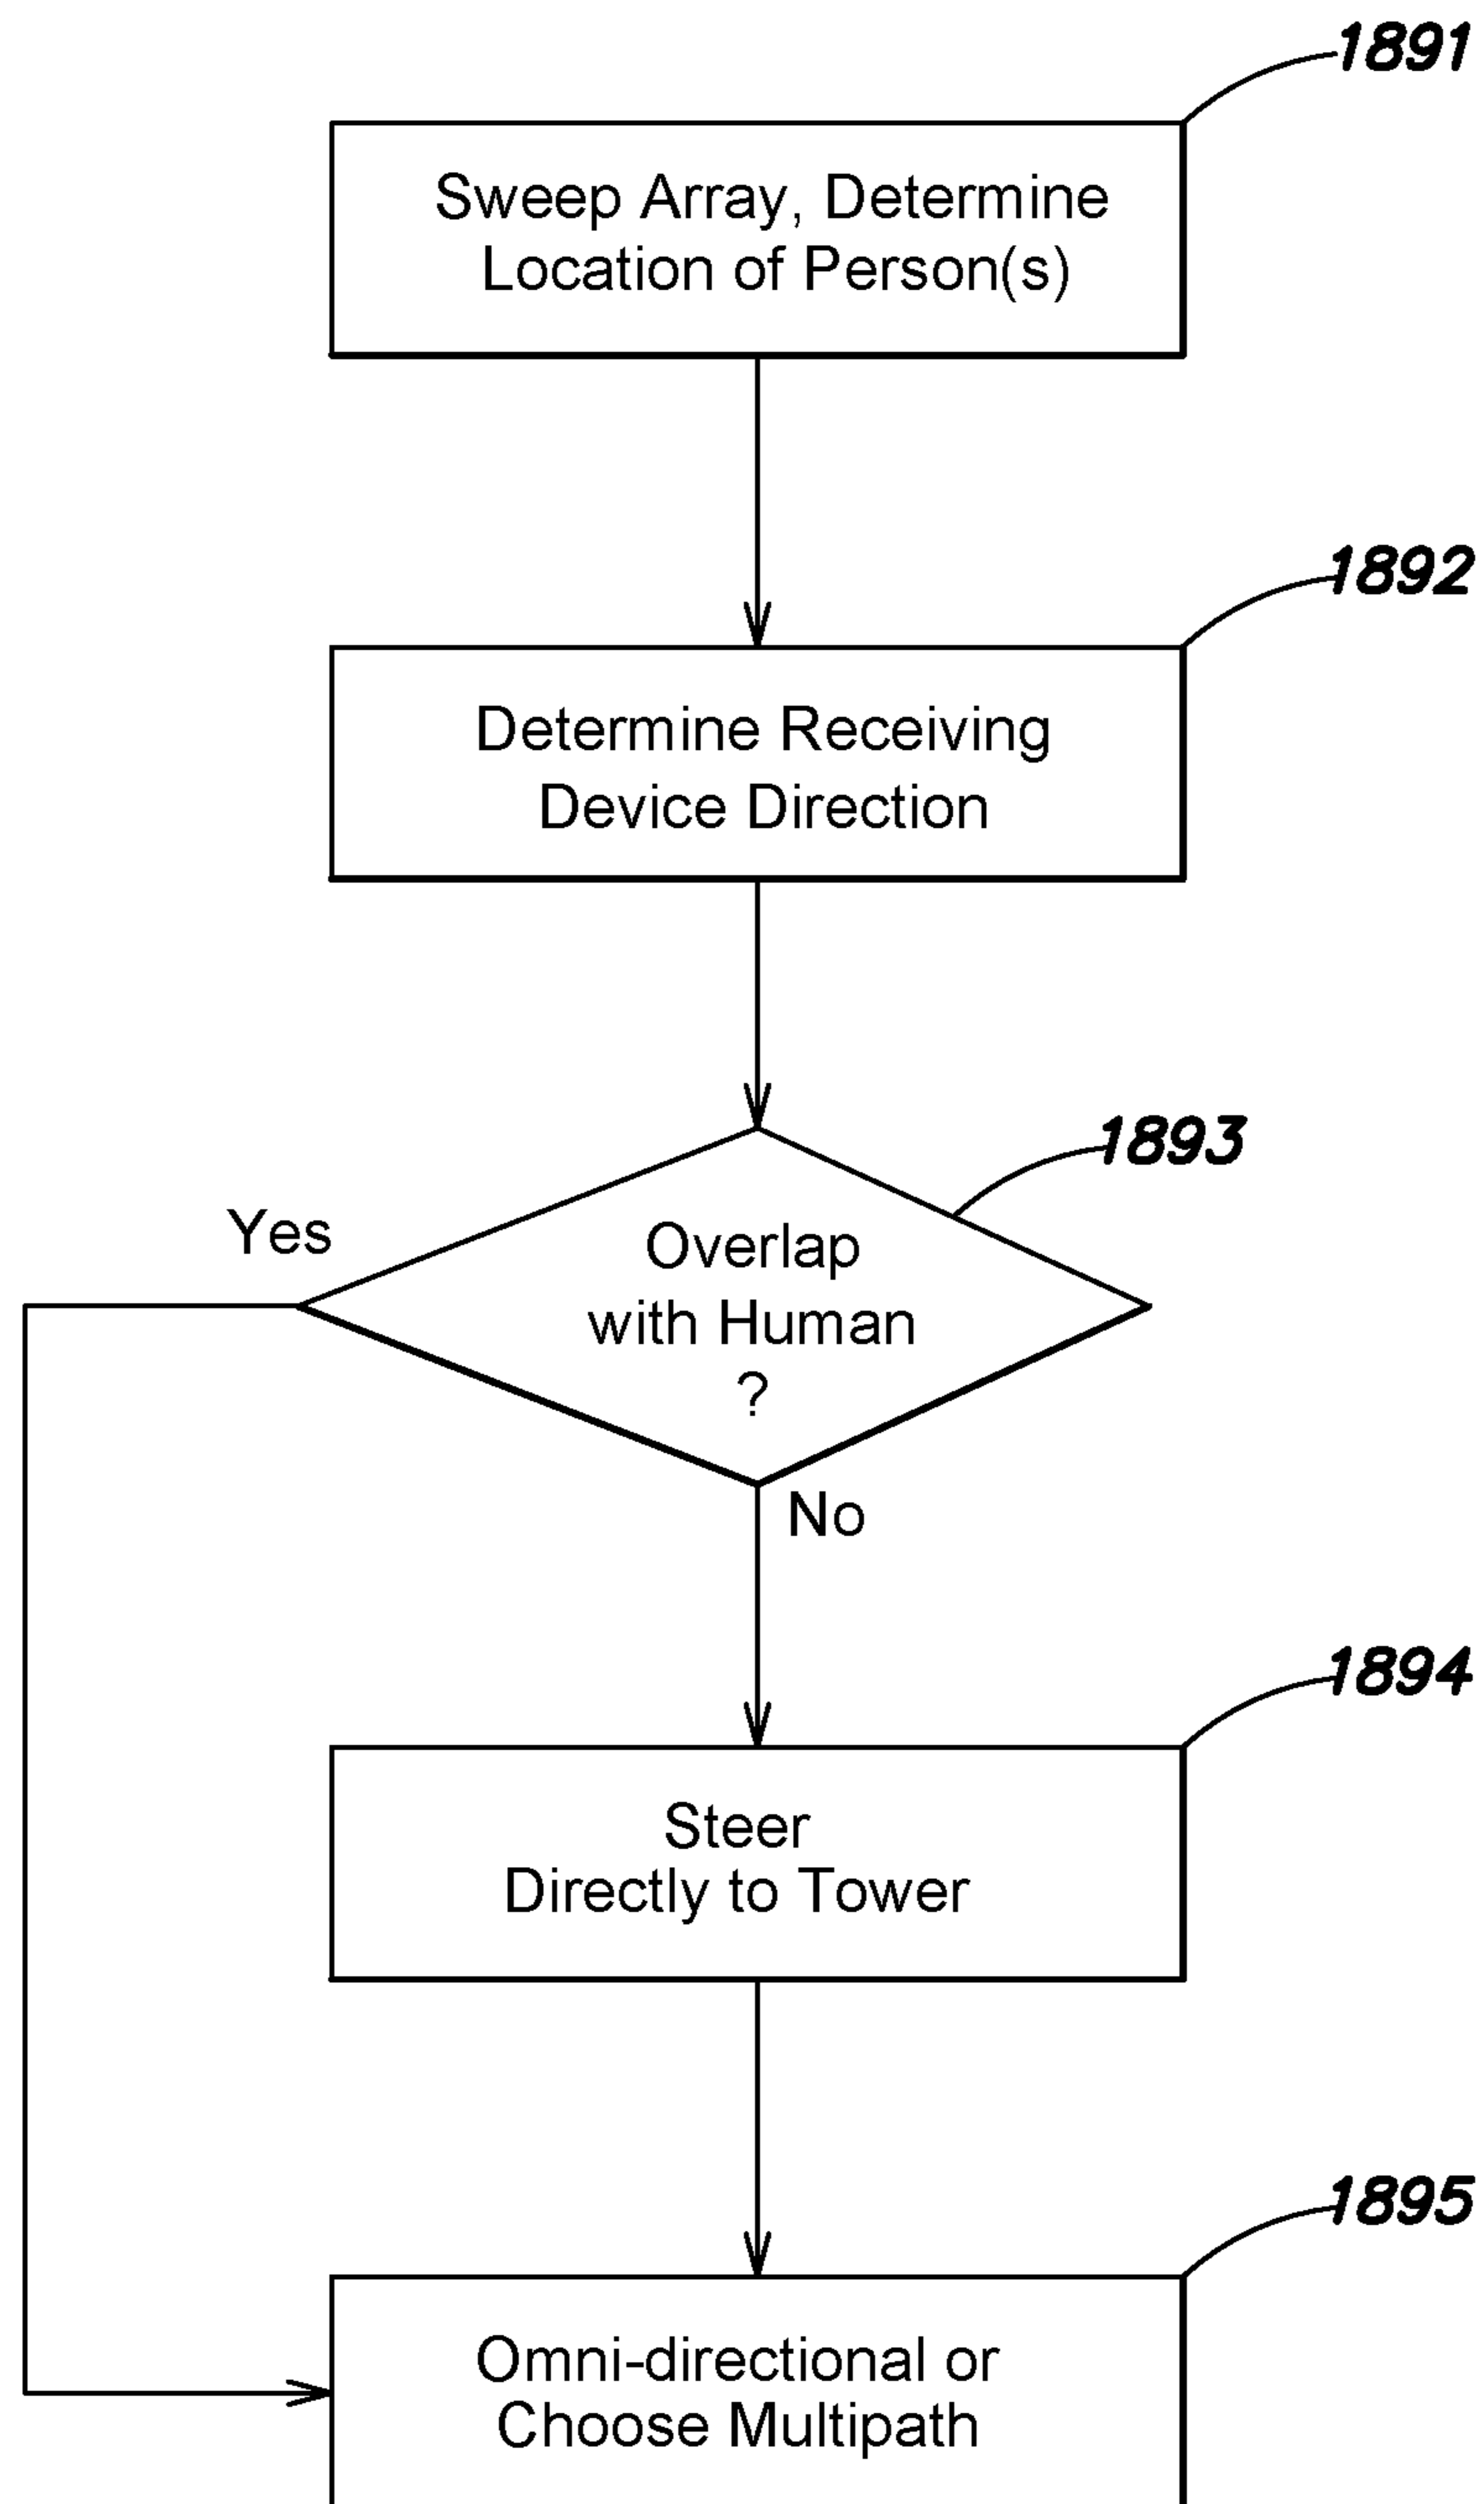 1891
Sweep Array, Determine
Location of Person(s)
1892
Determine Receiving
Device Direction
1893
Yes
Overlap
with Human
?
No
1894
Steer
Directly to Tower
1895
Omni-directional or
Choose Multipath